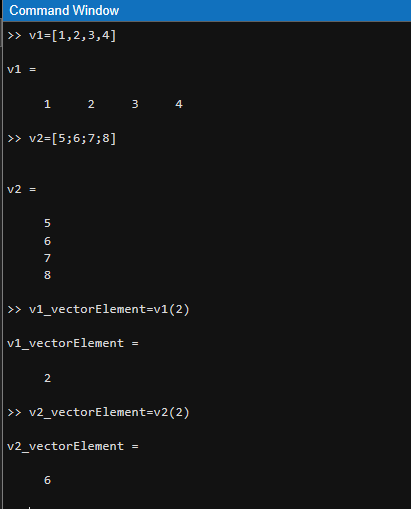 Command Window
>> v1=[1,2,3,4]
v1 =
1 2 3 4
>> v2=[5;6;7;8]
v2 =
5
6
7
8
>> v1_vectorElement=v1(2)
v1_vectorElement =
2
>> v2_vectorElement=v2(2)
v2_vectorElement =
6